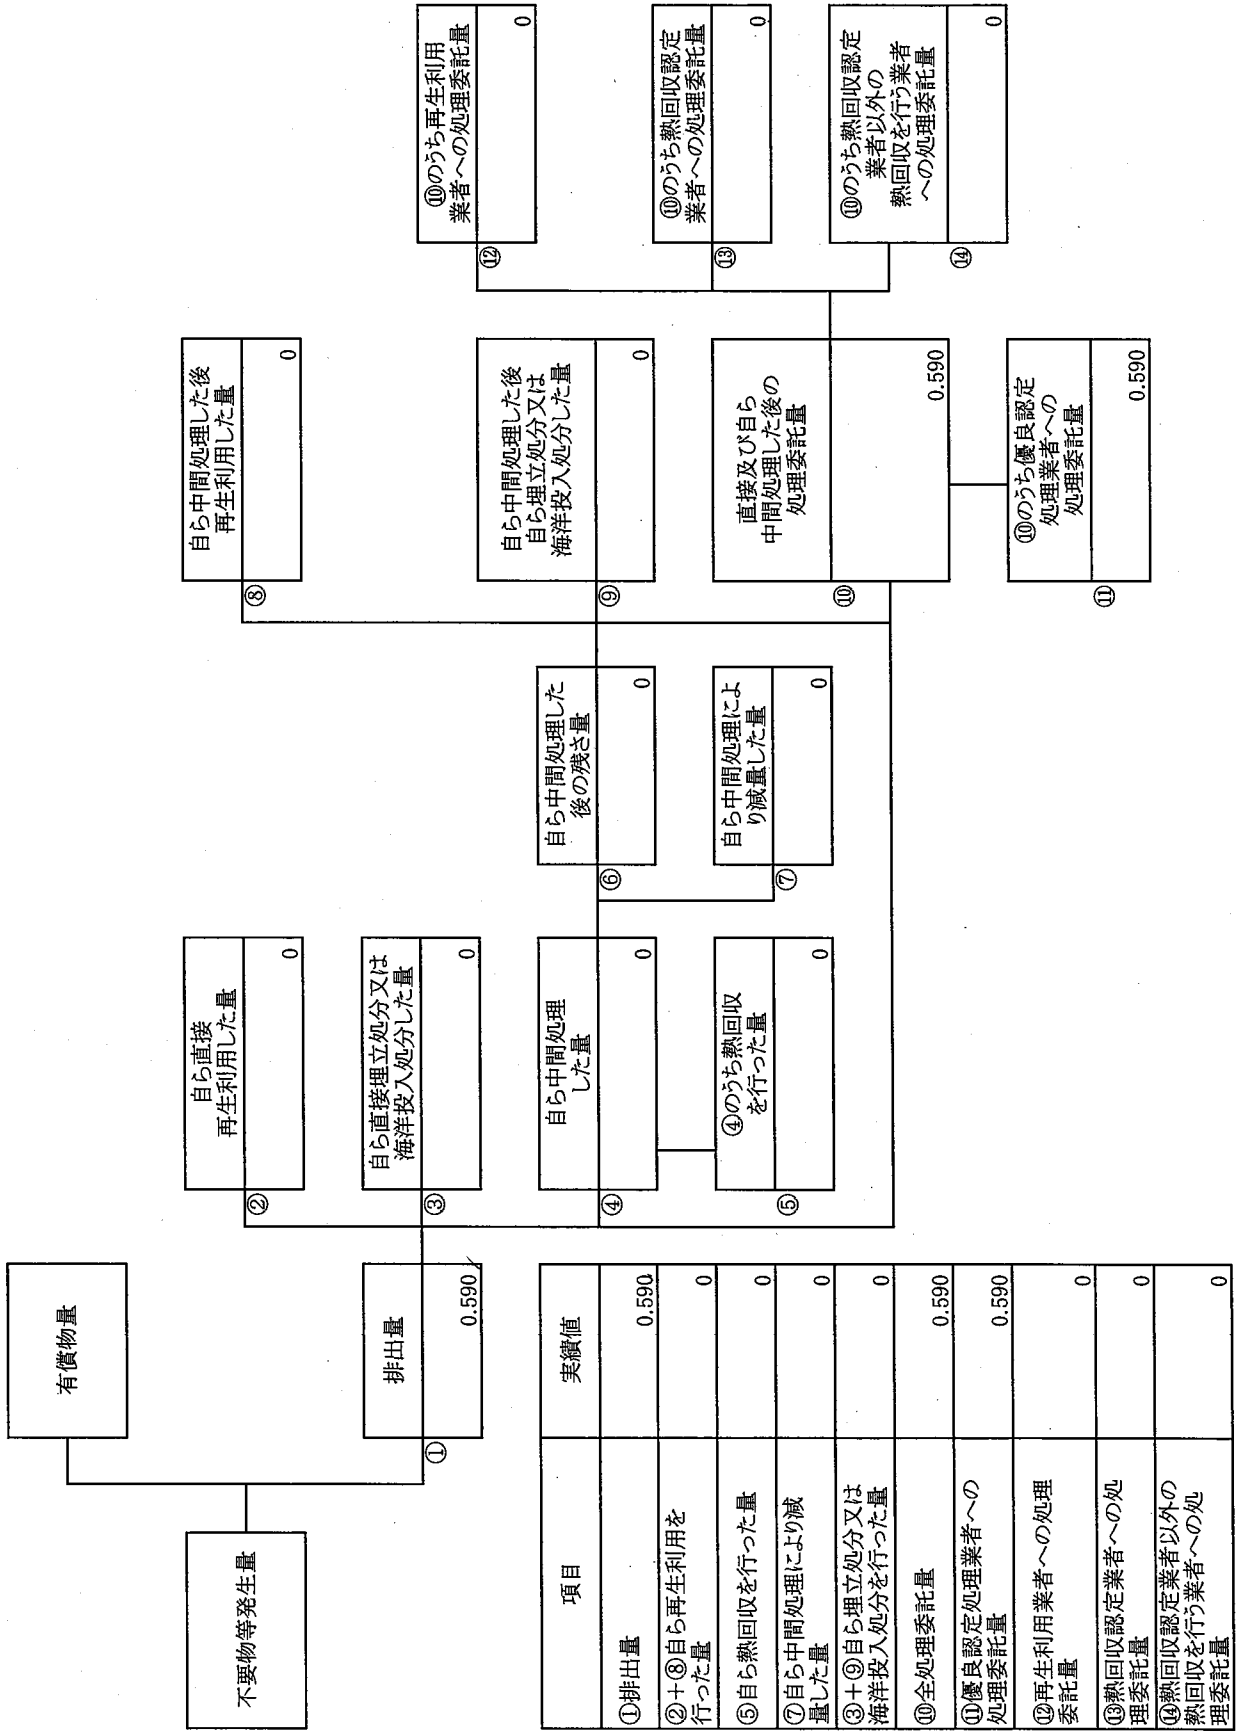 不要物等発生量
有償物量
①
排出量
0.590
②
自ら直接
再生利用した量
0
③
自ら直接埋立処分又は
海洋投入処分した量
0
④
自ら中間処理
した量
0
⑤
④のうち熱回収
を行った量
0
⑥
自ら中間処理した
後の残さ量
0
⑦
自ら中間処理によ
り減量した量
0
⑧
自ら中間処理した後
再生利用した量
0
⑨
自ら中間処理した後
自ら埋立処分又は
海洋投入処分した量
0
⑩
直接及び自ら
中間処理した後の
処理委託量
0.590
⑪
⑩のうち優良認定
処理業者への
処理委託量
0.590
⑫
⑩のうち再生利用
業者への処理委託量
0
⑬
⑩のうち熱回収認定
業者への処理委託量
0
⑭
⑩のうち熱回収認定
業者以外の
熱回収を行う業者
への処理委託量
0
項目 実績値
①排出量 0.590
②+⑧自ら再生利用を
行った量 0
⑤自ら熱回収を行った量 0
⑦自ら中間処理により減
量した量 0
③+⑨自ら埋立処分又は
海洋投入処分を行った量 0
⑩全処理委託量 0.590
⑪優良認定処理業者への
処理委託量 0.590
⑫再生利用業者への処理
委託量 0
⑬熱回収認定業者への処
理委託量 0
⑭熱回収認定業者以外の
熱回収を行う業者への処
理委託量 0